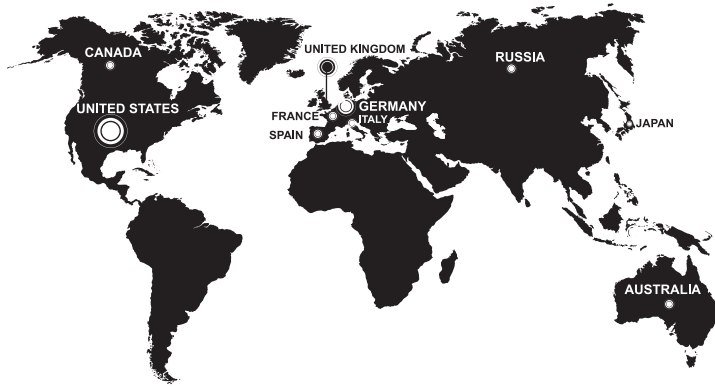 CANADA
UNITED KINGDOM
RUSSIA
UNITED STATES
GERMANY
FRANCE
ITALY
JAPAN
SPAIN
AUSTRALIA